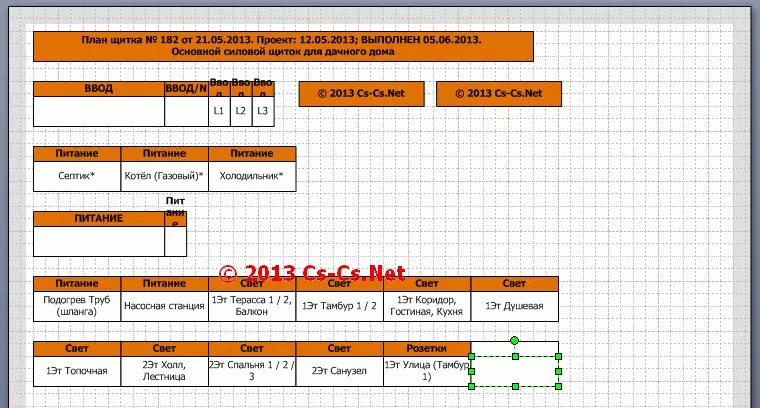 План щитка № 182 от 21.05.2013. Проект: 12.05.2013; ВЫПОЛНЕН 05.06.2013.
Основной силовой щиток для дачного дома
ВВОД ВВОД/N Ввод Ввод Ввод
L1 L2 L3
© 2013 Cs-Cs.Net © 2013 Cs-Cs.Net
Питание Питание Питание
Септик* Котёл (Газовый)* Холодильник*
ПИТАНИЕ Питание
© 2013 Cs-Cs.Net
Питание Питание Свет Свет Свет Свет
Подогрев Труб (шланга) Насосная станция 1Эт Терасса 1 / 2, Балкон 1Эт Тамбур 1 / 2 1Эт Коридор, Гостиная, Кухня 1Эт Душевая
Свет Свет Свет Свет Розетки
1Эт Топочная 2Эт Холл, Лестница 2Эт Спальня 1 / 2 / 3 2Эт Санузел 1Эт Улица (Тамбур 1)